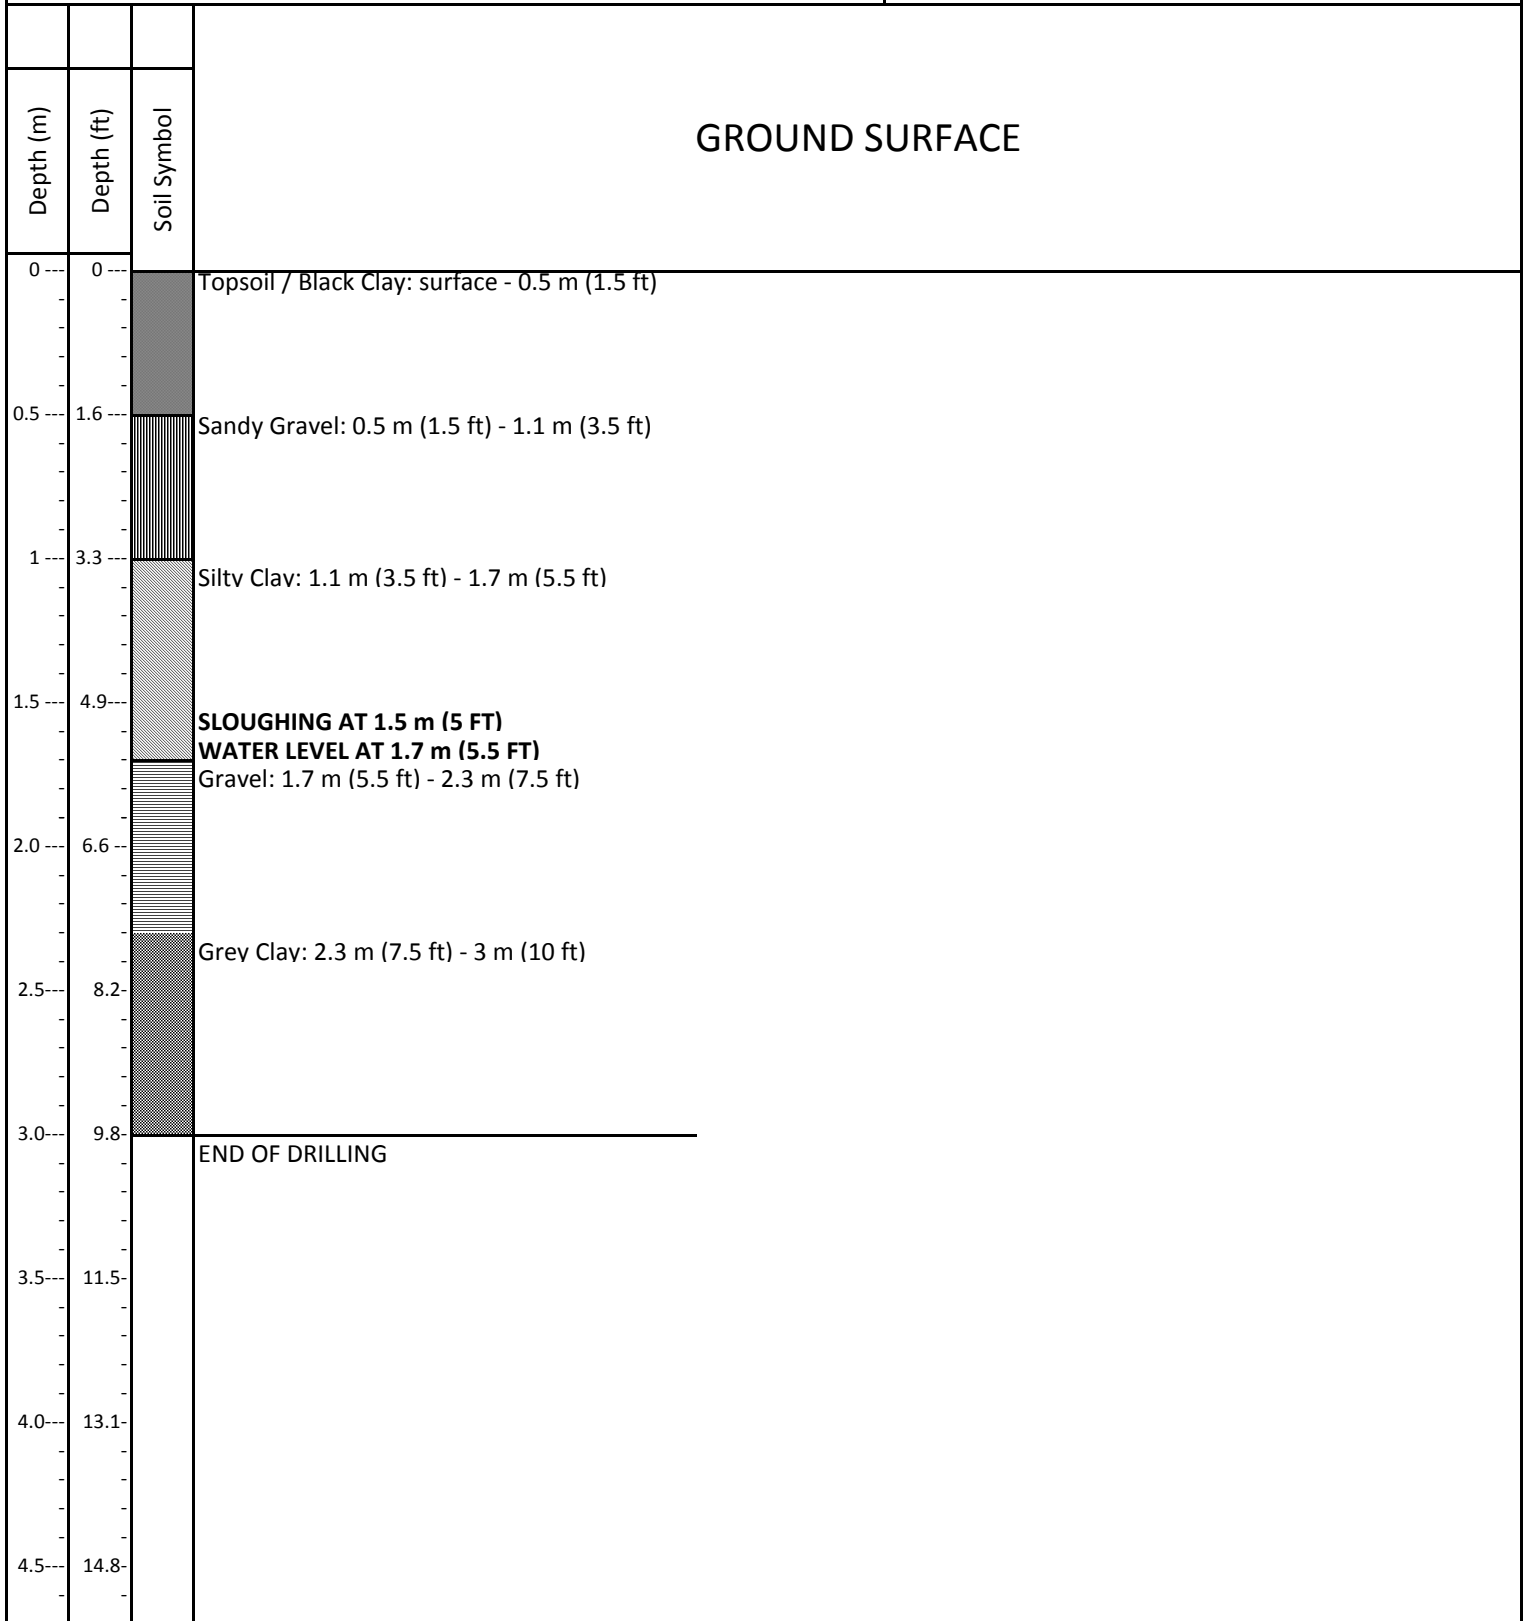 Depth (m)
Depth (ft)
Soil Symbol
GROUND SURFACE
0 --- 0 ---
Topsoil / Black Clay: surface - 0.5 m (1.5 ft)
- -
- -
- -
- -
0.5 --- 1.6 ---
Sandy Gravel: 0.5 m (1.5 ft) - 1.1 m (3.5 ft)
- -
- -
- -
- -
1 --- 3.3 ---
Silty Clay: 1.1 m (3.5 ft) - 1.7 m (5.5 ft)
- -
- -
- -
- -
1.5 --- 4.9---
SLOUGHING AT 1.5 m (5 FT)
- -
WATER LEVEL AT 1.7 m (5.5 FT)
- -
Gravel: 1.7 m (5.5 ft) - 2.3 m (7.5 ft)
- -
- -
2.0 --- 6.6 --
- -
- -
- -
Grey Clay: 2.3 m (7.5 ft) - 3 m (10 ft)
- -
2.5--- 8.2-
- -
- -
- -
- -
3.0--- 9.8-
END OF DRILLING
- -
- -
- -
- -
3.5--- 11.5-
- -
- -
- -
- -
4.0--- 13.1-
- -
- -
- -
- -
4.5--- 14.8-
- -